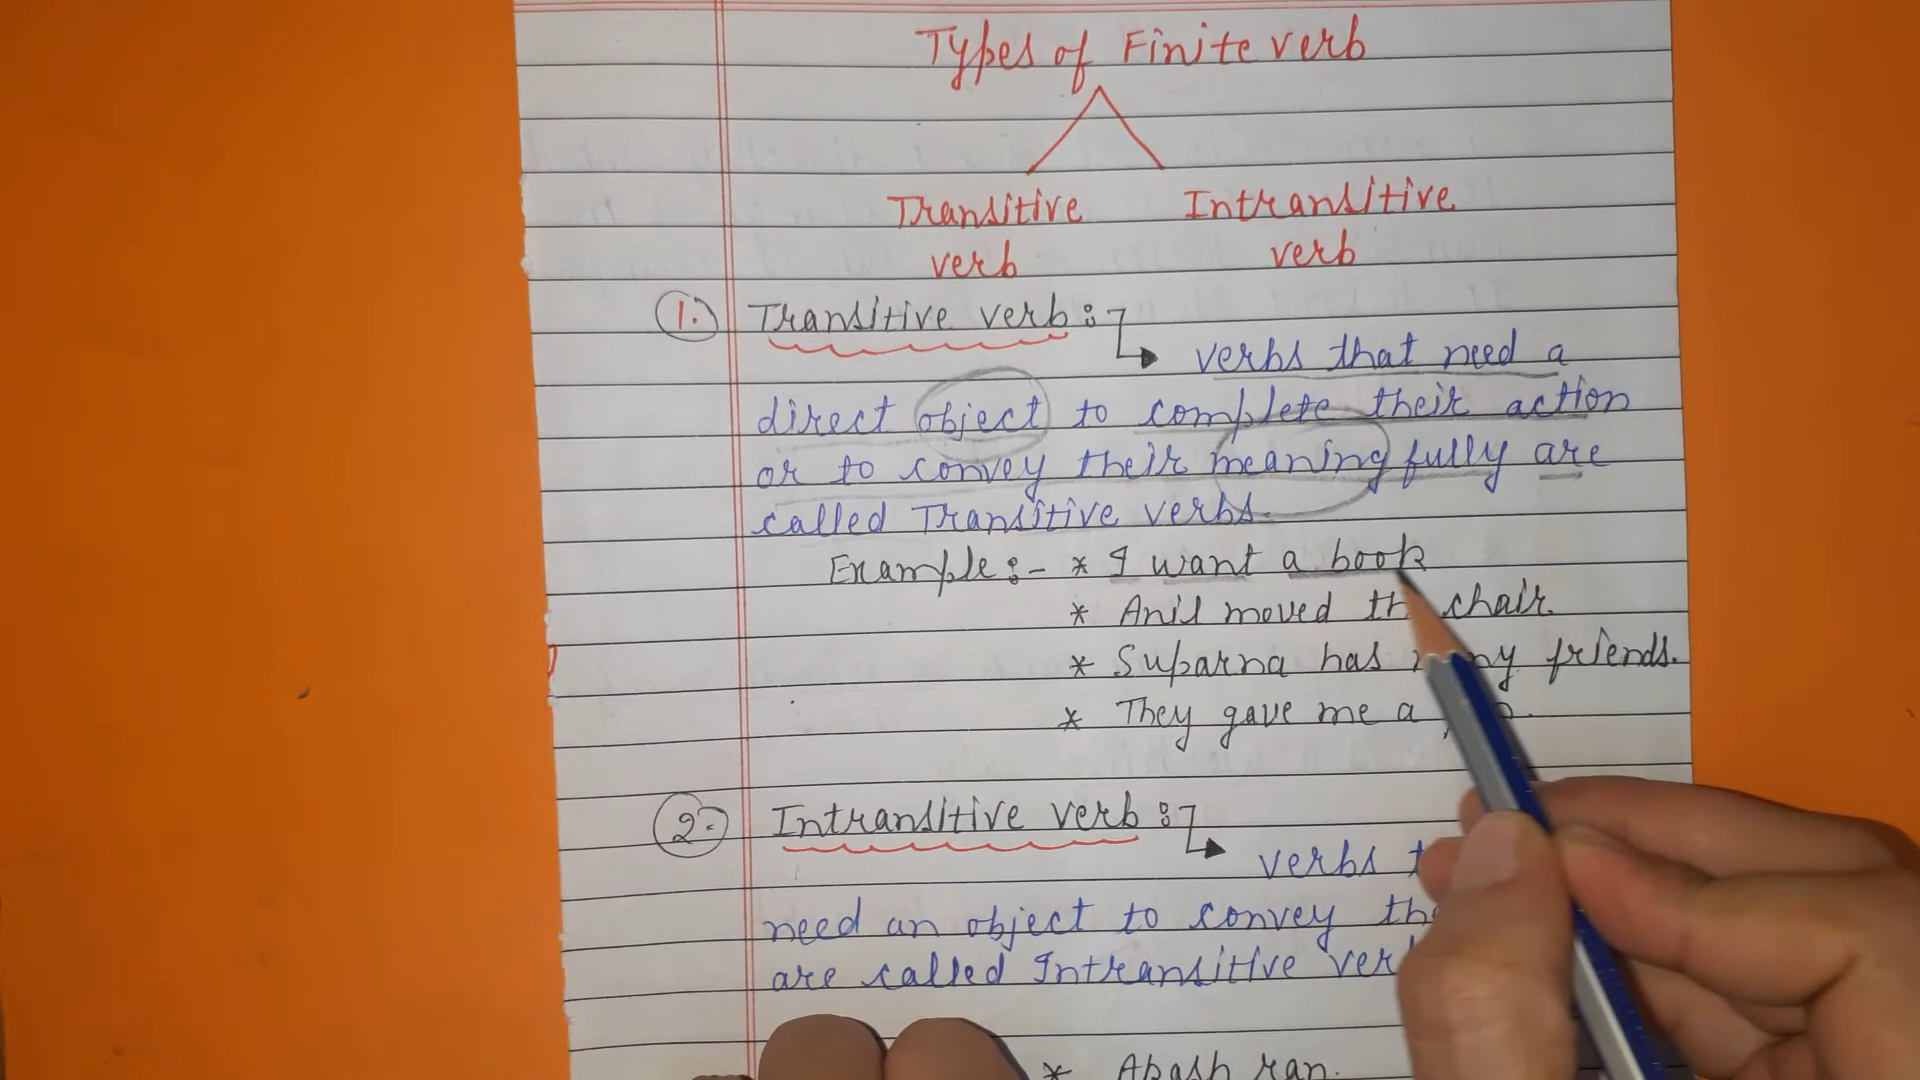 Types of Finite verb
Transitive verb
Intransitive verb
1. Transitive verb :
verbs that need a
direct object to complete their action
or to convey their meaning fully are
called Transitive verbs.
Example :- * I want a book
* Anil moved chair.
* Suparna has friends.
* They gave me a
2. Intransitive verb :
verbs
need an object to convey
are called Intransitive
* Abash ran.